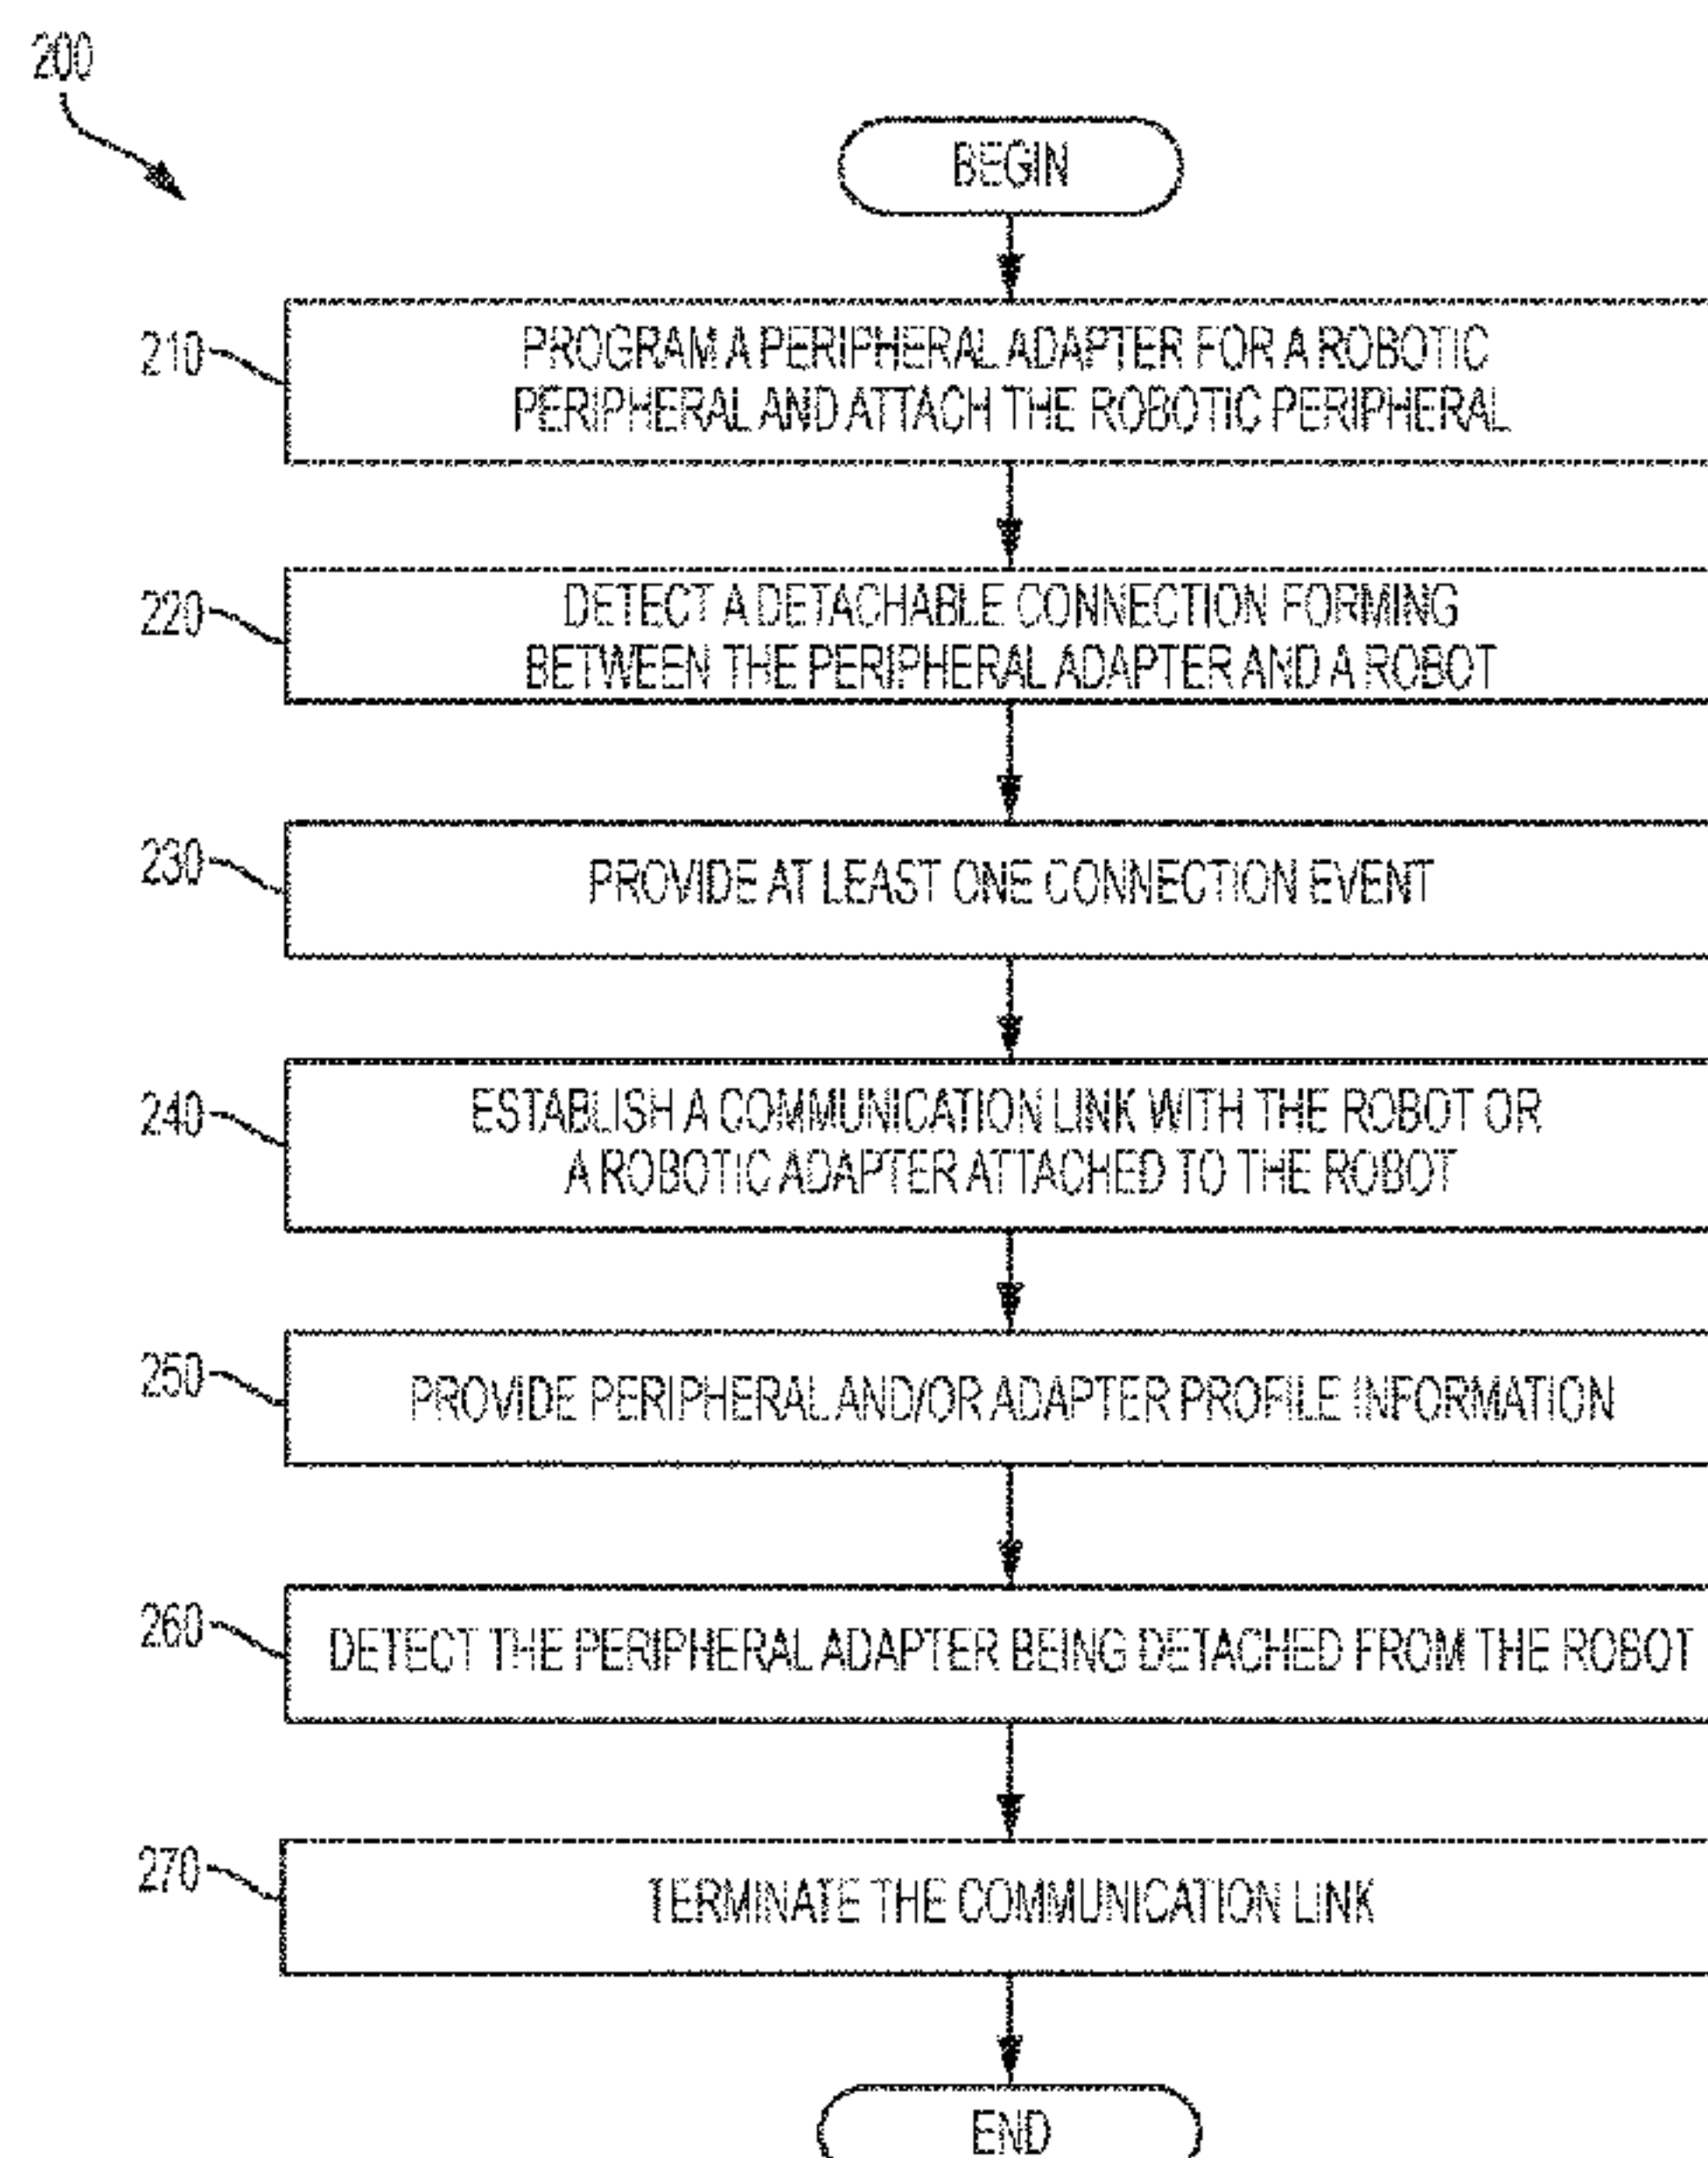 200
BEGIN
210
PROGRAM A PERIPHERAL ADAPTER FOR A ROBOTIC
PERIPHERAL AND ATTACH THE ROBOTIC PERIPHERAL
220
DETECT A DETACHABLE CONNECTION FORMING
BETWEEN THE PERIPHERAL ADAPTER AND A ROBOT
230
PROVIDE AT LEAST ONE CONNECTION EVENT
240
ESTABLISH A COMMUNICATION LINK WITH THE ROBOT OR
A ROBOTIC ADAPTER ATTACHED TO THE ROBOT
250
PROVIDE PERIPHERAL AND/OR ADAPTER PROFILE INFORMATION
260
DETECT THE PERIPHERAL ADAPTER BEING DETACHED FROM THE ROBOT
270
TERMINATE THE COMMUNICATION LINK
END